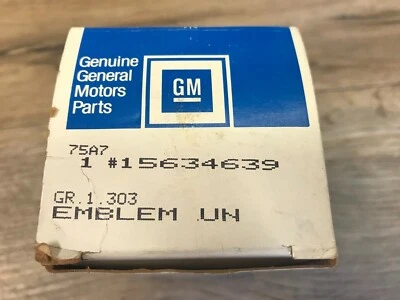 Genuine
General
Motors
Parts
GM
75A7
1 #15634639
GR.1.303
EMBLEM UN